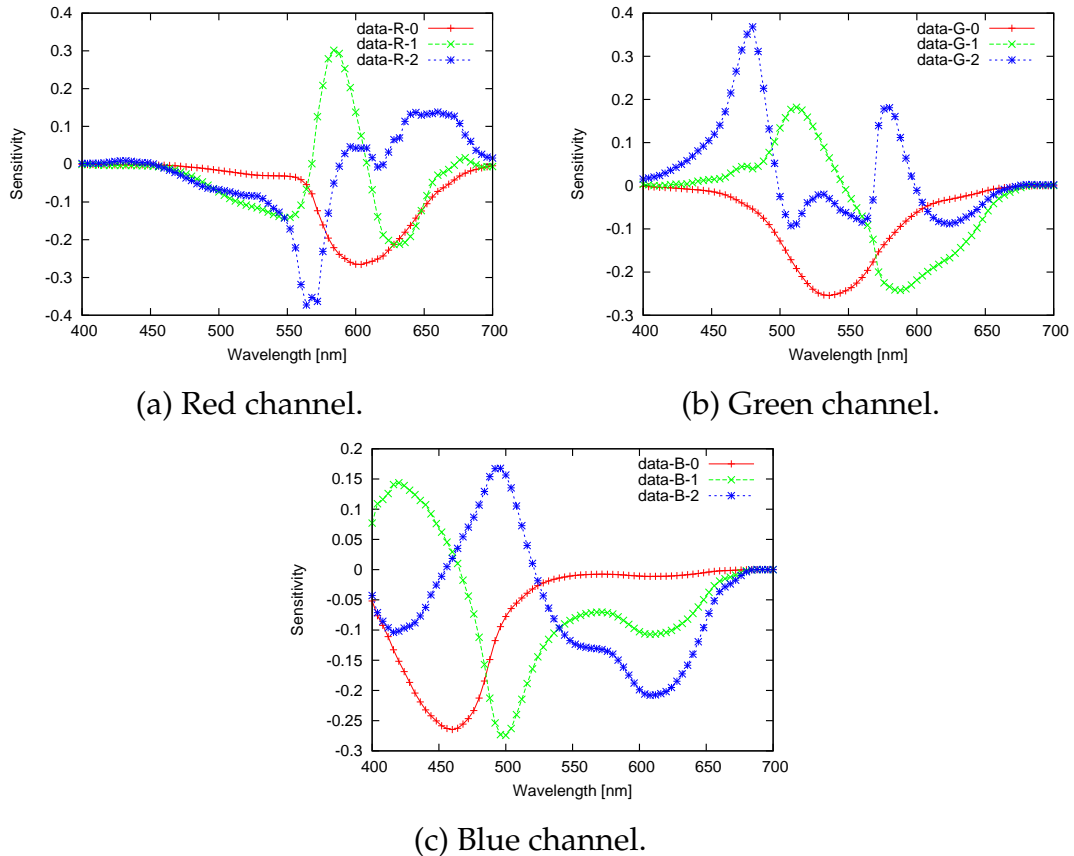 data-R-0
data-R-1
data-R-2
0.4
0.3
0.2
0.1
0
-0.1
-0.2
-0.3
-0.4
Sensitivity
400 450 500 550 600 650 700
Wavelength [nm]
(a) Red channel.
data-G-0
data-G-1
data-G-2
0.4
0.3
0.2
0.1
0
-0.1
-0.2
-0.3
Sensitivity
400 450 500 550 600 650 700
Wavelength [nm]
(b) Green channel.
data-B-0
data-B-1
data-B-2
0.2
0.15
0.1
0.05
0
-0.05
-0.1
-0.15
-0.2
-0.25
-0.3
Sensitivity
400 450 500 550 600 650 700
Wavelength [nm]
(c) Blue channel.